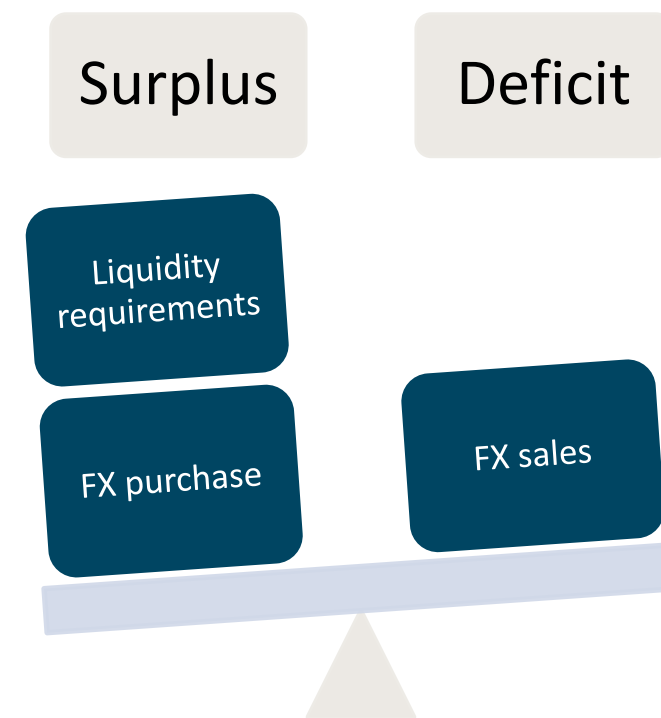 Surplus
Deficit
Liquidity
requirements
FX purchase
FX sales